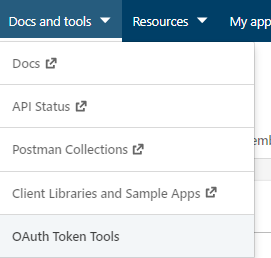 Docs and tools Resources My app
Docs
API Status
Postman Collections
emb
Client Libraries and Sample Apps
OAuth Token Tools